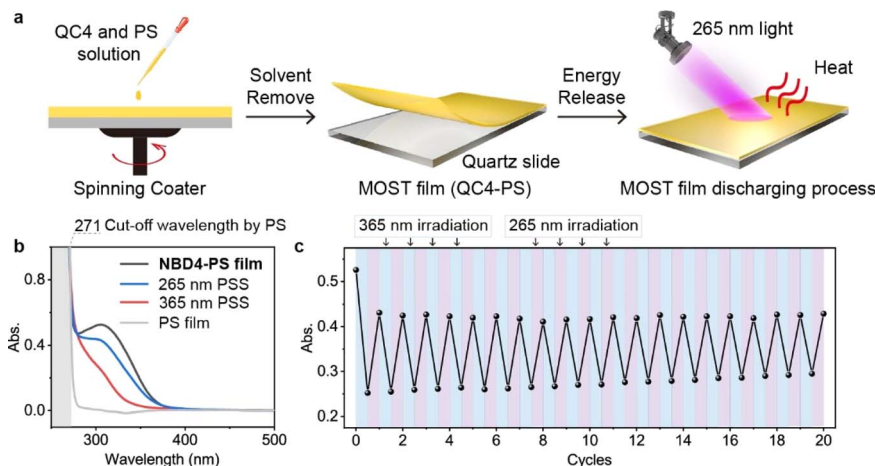 a
QC4 and PS
solution
Spinning Coater
Solvent
Remove
Quartz slide
MOST film (QC4-PS)
Energy
Release
265 nm light
Heat
MOST film discharging process
b
271 Cut-off wavelength by PS
NBD4-PS film
265 nm PSS
365 nm PSS
PS film
Abs.
0.8
0.4
0.0
300
400
500
Wavelength (nm)
c
365 nm irradiation
265 nm irradiation
Abs.
0.5
0.4
0.3
0.2
0
2
4
6
8
10
12
14
16
18
20
Cycles